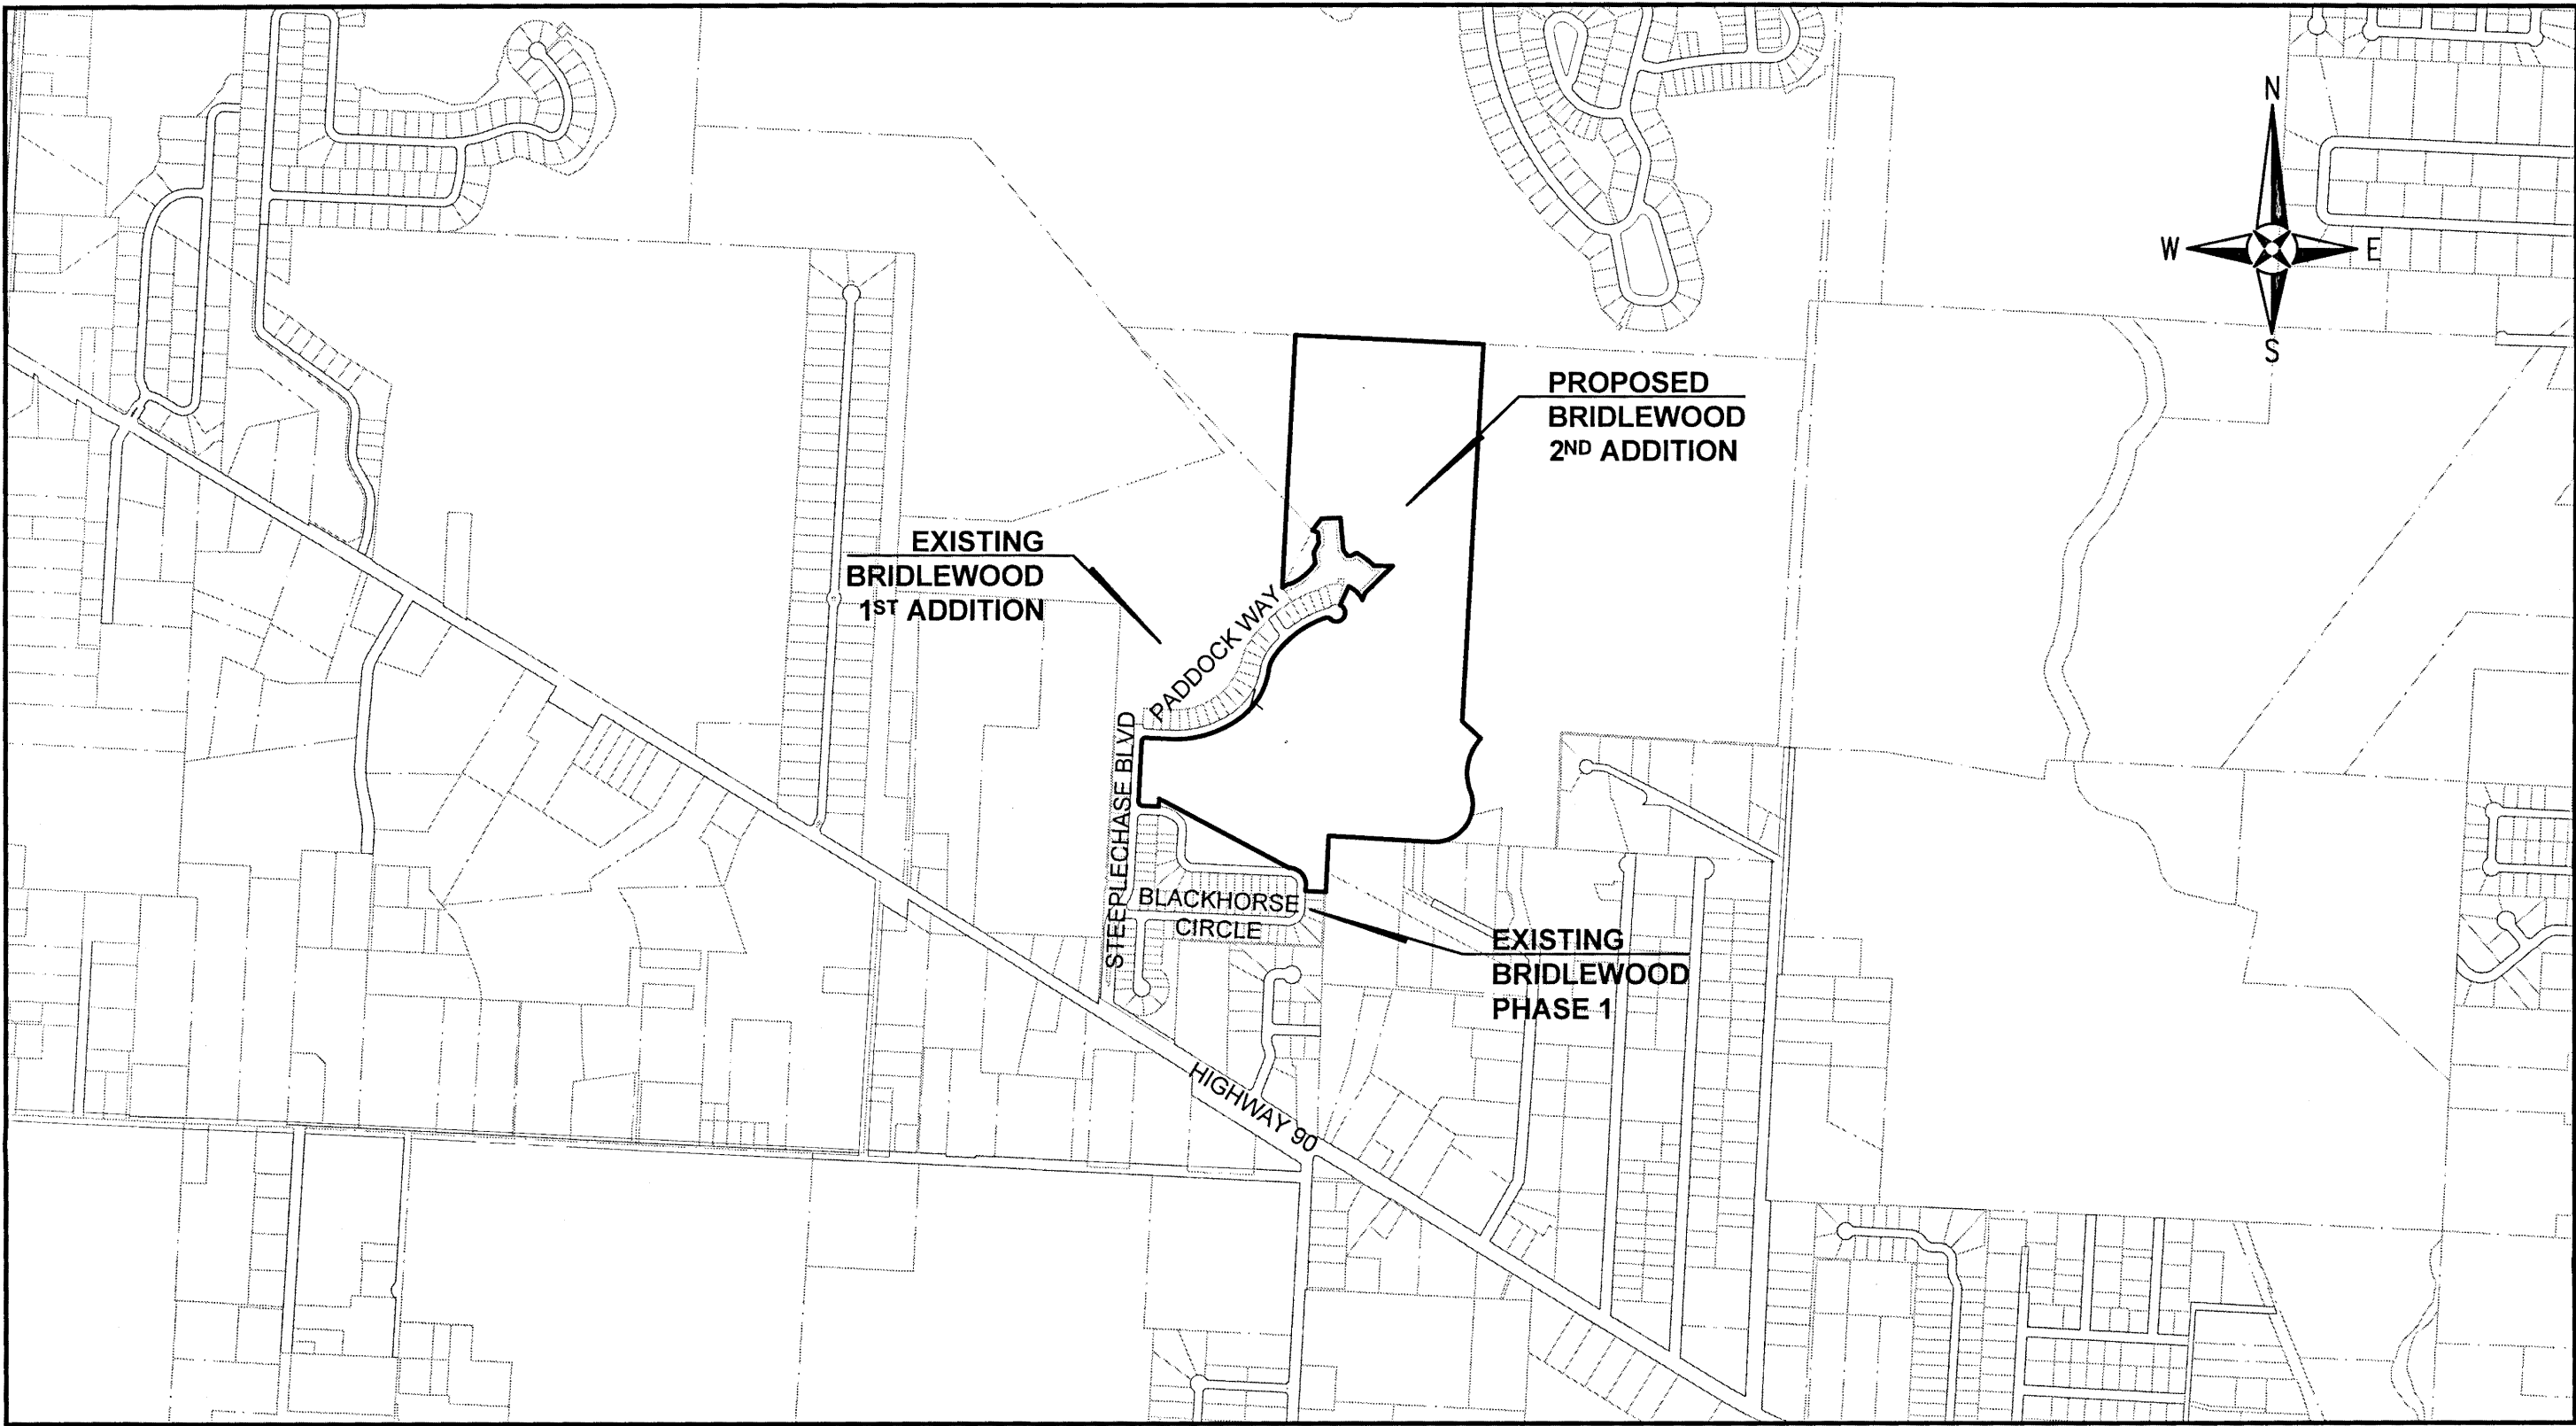 N
W E
S
PROPOSED
BRIDLEWOOD
2ND ADDITION
EXISTING
BRIDLEWOOD
1ST ADDITION
PADDOCK WAY
STEEPLECHASE BLVD
BLACKHORSE
CIRCLE
EXISTING
BRIDLEWOOD
PHASE 1
HIGHWAY 90